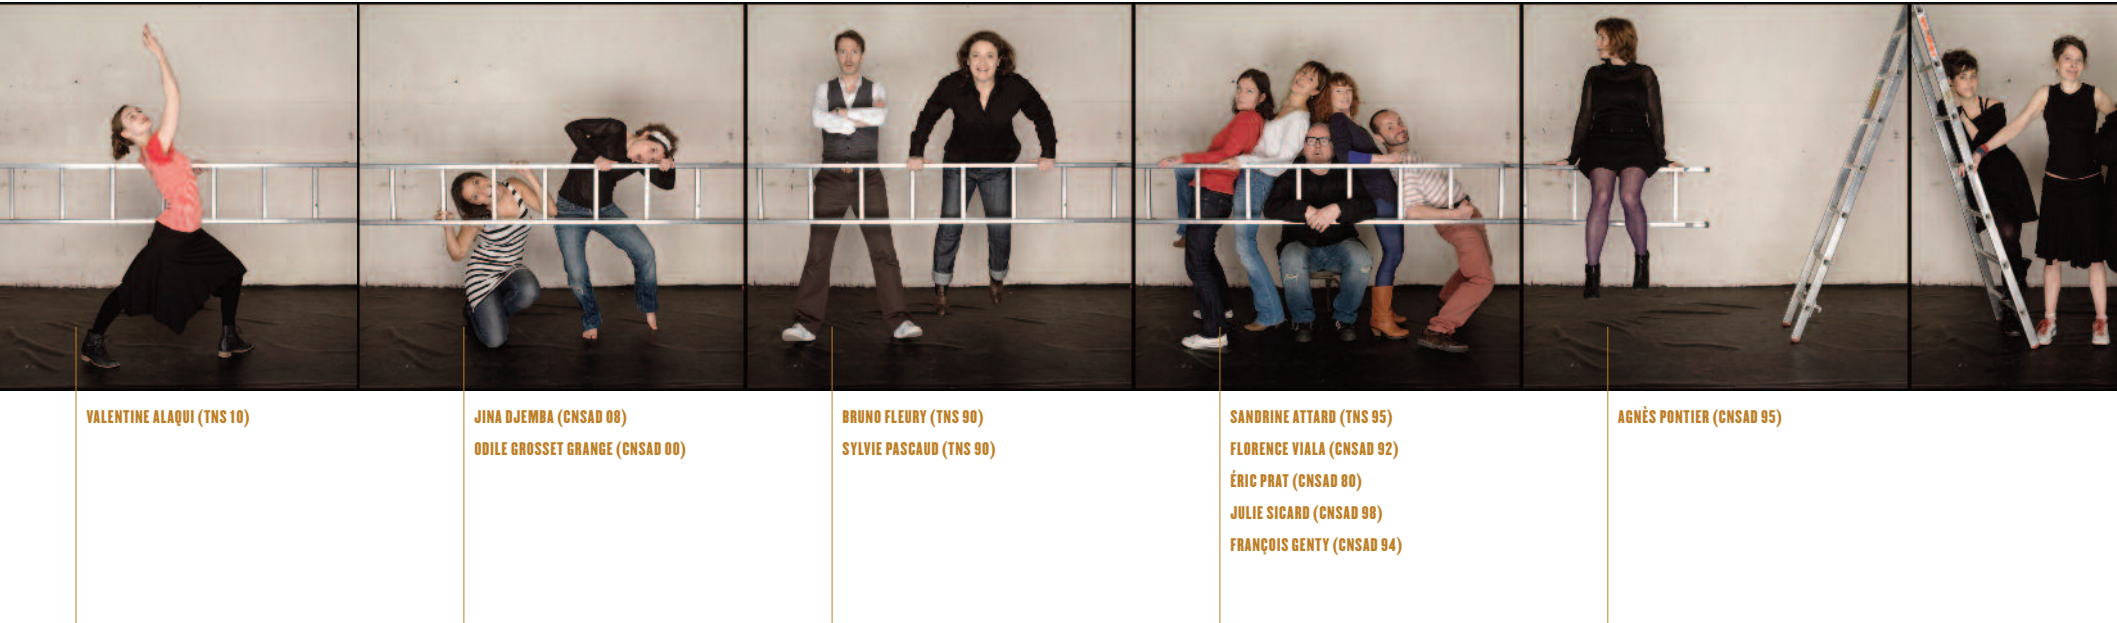 VALENTINE ALAQUI (TNS 10)
JINA DJEMBA (CNSAD 08)
ODILE GROSSET GRANGE (CNSAD 00)
BRUNO FLEURY (TNS 90)
SYLVIE PASCAUD (TNS 90)
SANDRINE ATTARD (TNS 95)
FLORENCE VIALA (CNSAD 92)
ÉRIC PRAT (CNSAD 80)
JULIE SICARD (CNSAD 98)
FRANÇOIS GENTY (CNSAD 94)
AGNÈS PONTIER (CNSAD 95)